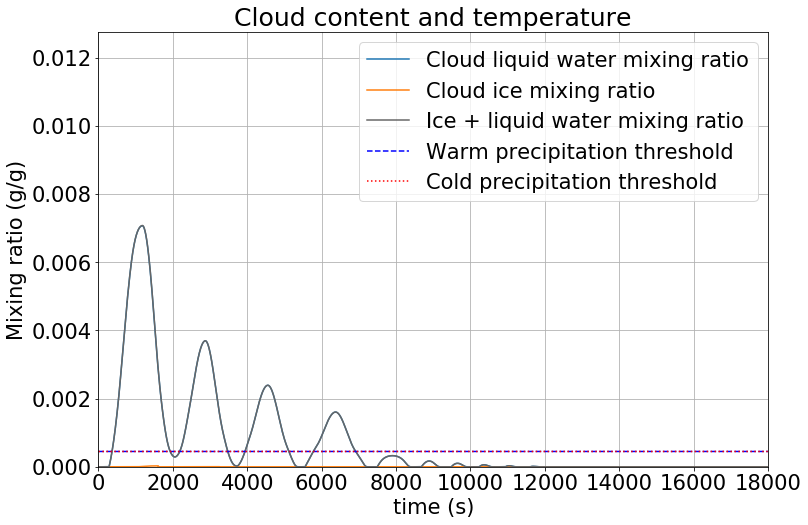 Cloud content and temperature
Cloud liquid water mixing ratio
Cloud ice mixing ratio
Ice + liquid water mixing ratio
Warm precipitation threshold
Cold precipitation threshold
Mixing ratio (g/g)
0.012
0.010
0.008
0.006
0.004
0.002
0.000
0 2000 4000 6000 8000 10000 12000 14000 16000 18000
time (s)